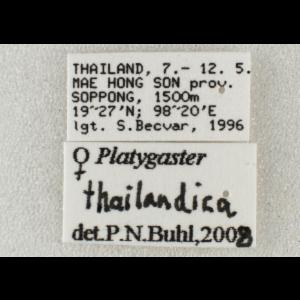 THAILAND, 7.- 12. 5.
MAE HONG SON prov.
SOPPONG, 1500m
19~27'N; 98~20'E
lgt. S.Becvar, 1996
♀ Platygaster
thailandica
det.P.N.Buhl,2008